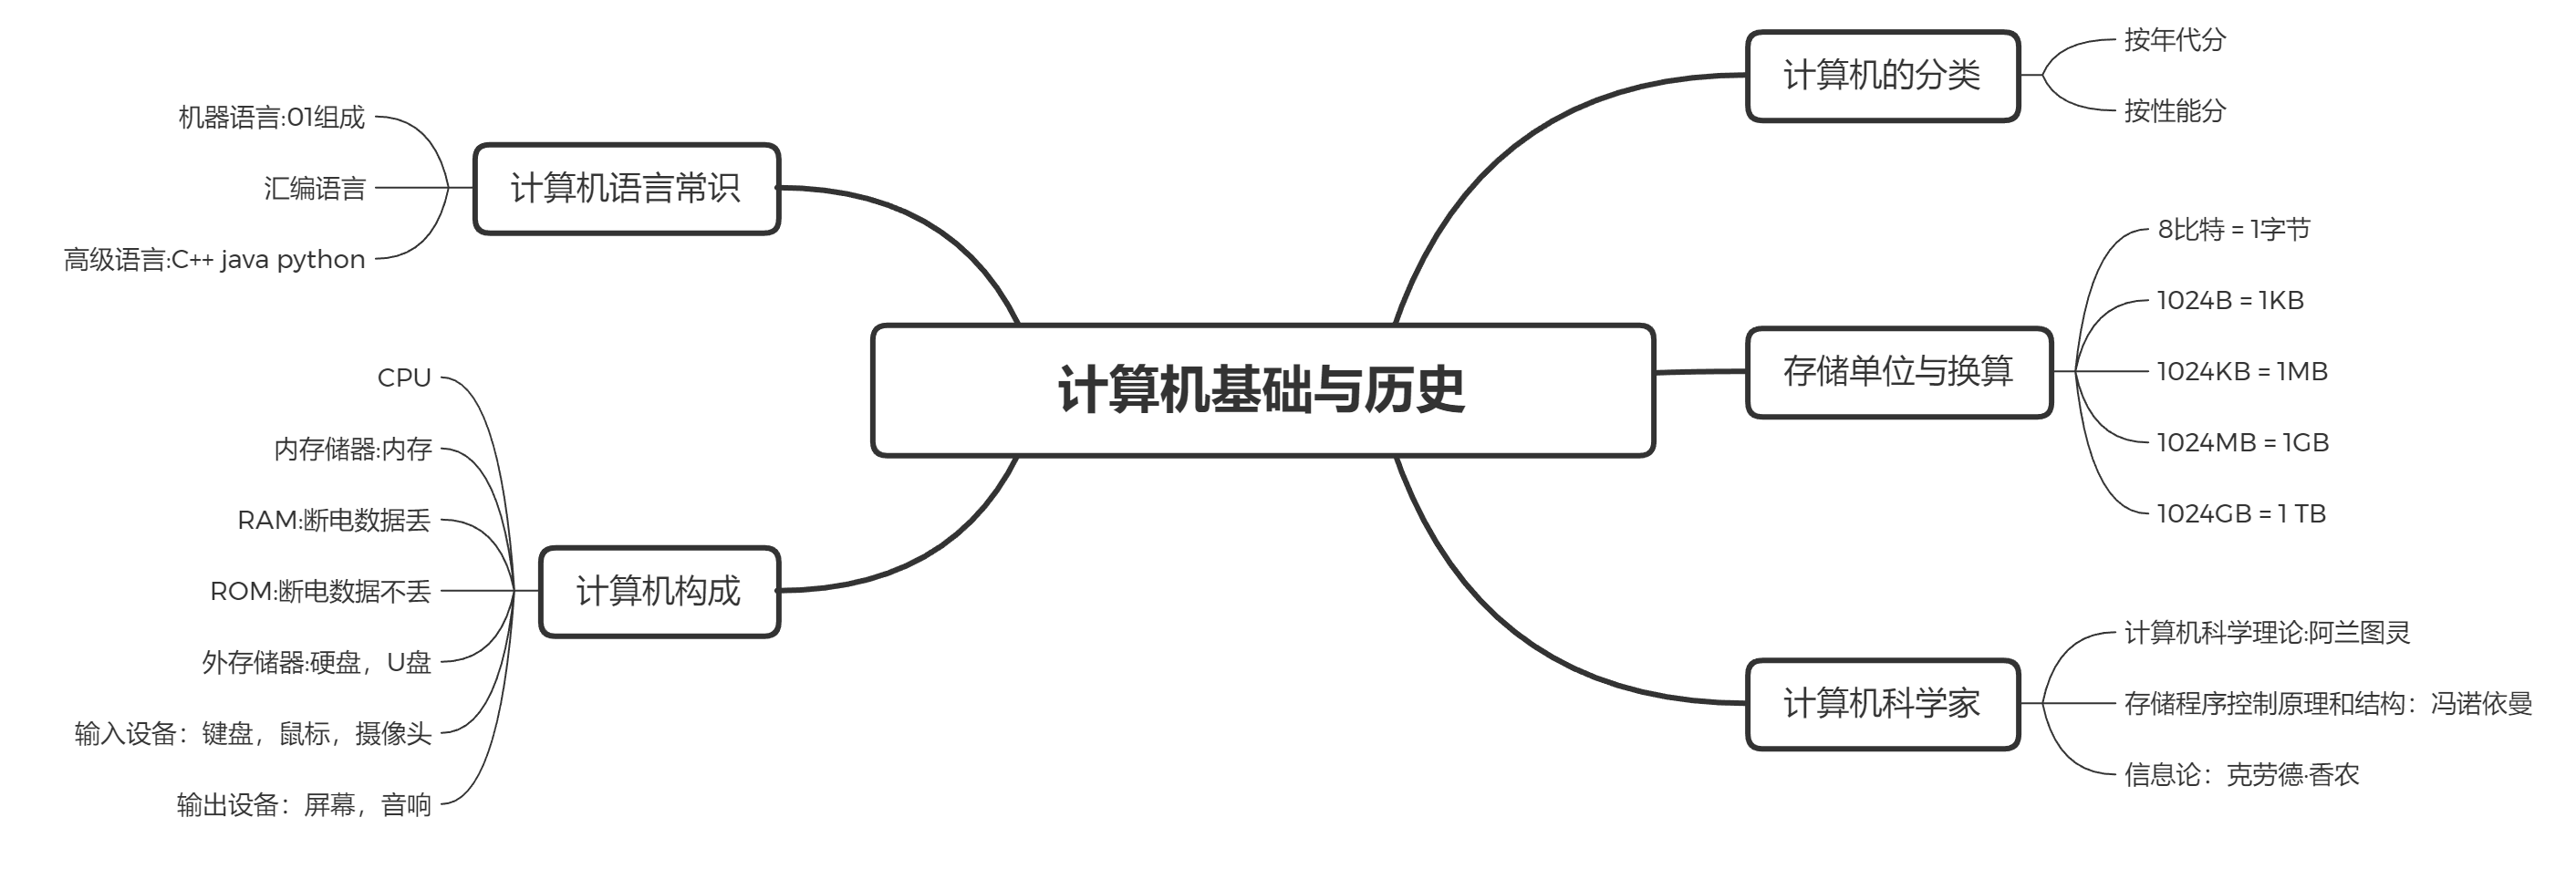 计算机基础与历史
计算机的分类
按年代分
按性能分
存储单位与换算
8比特 = 1字节
1024B = 1KB
1024KB = 1MB
1024MB = 1GB
1024GB = 1 TB
计算机科学家
计算机科学理论:阿兰图灵
存储程序控制原理和结构：冯诺依曼
信息论：克劳德·香农
计算机语言常识
机器语言:01组成
汇编语言
高级语言:C++ java python
计算机构成
CPU
内存储器:内存
RAM:断电数据丢
ROM:断电数据不丢
外存储器:硬盘，U盘
输入设备：键盘，鼠标，摄像头
输出设备：屏幕，音响